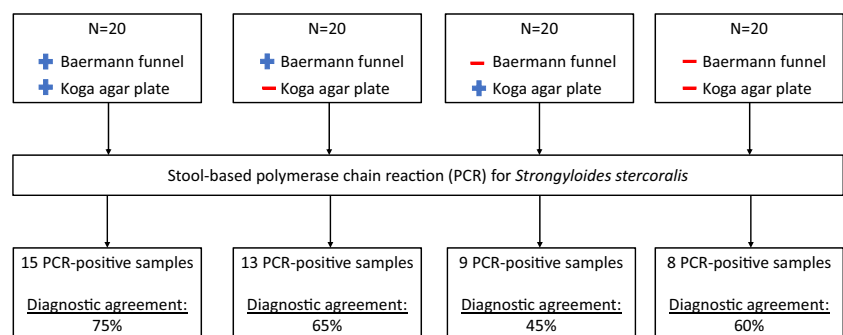 N=20
Baermann funnel
Koga agar plate
N=20
Baermann funnel
Koga agar plate
N=20
Baermann funnel
Koga agar plate
N=20
Baermann funnel
Koga agar plate
Stool-based polymerase chain reaction (PCR) for Strongyloides stercoralis
15 PCR-positive samples
Diagnostic agreement:
75%
13 PCR-positive samples
Diagnostic agreement:
65%
9 PCR-positive samples
Diagnostic agreement:
45%
8 PCR-positive samples
Diagnostic agreement:
60%